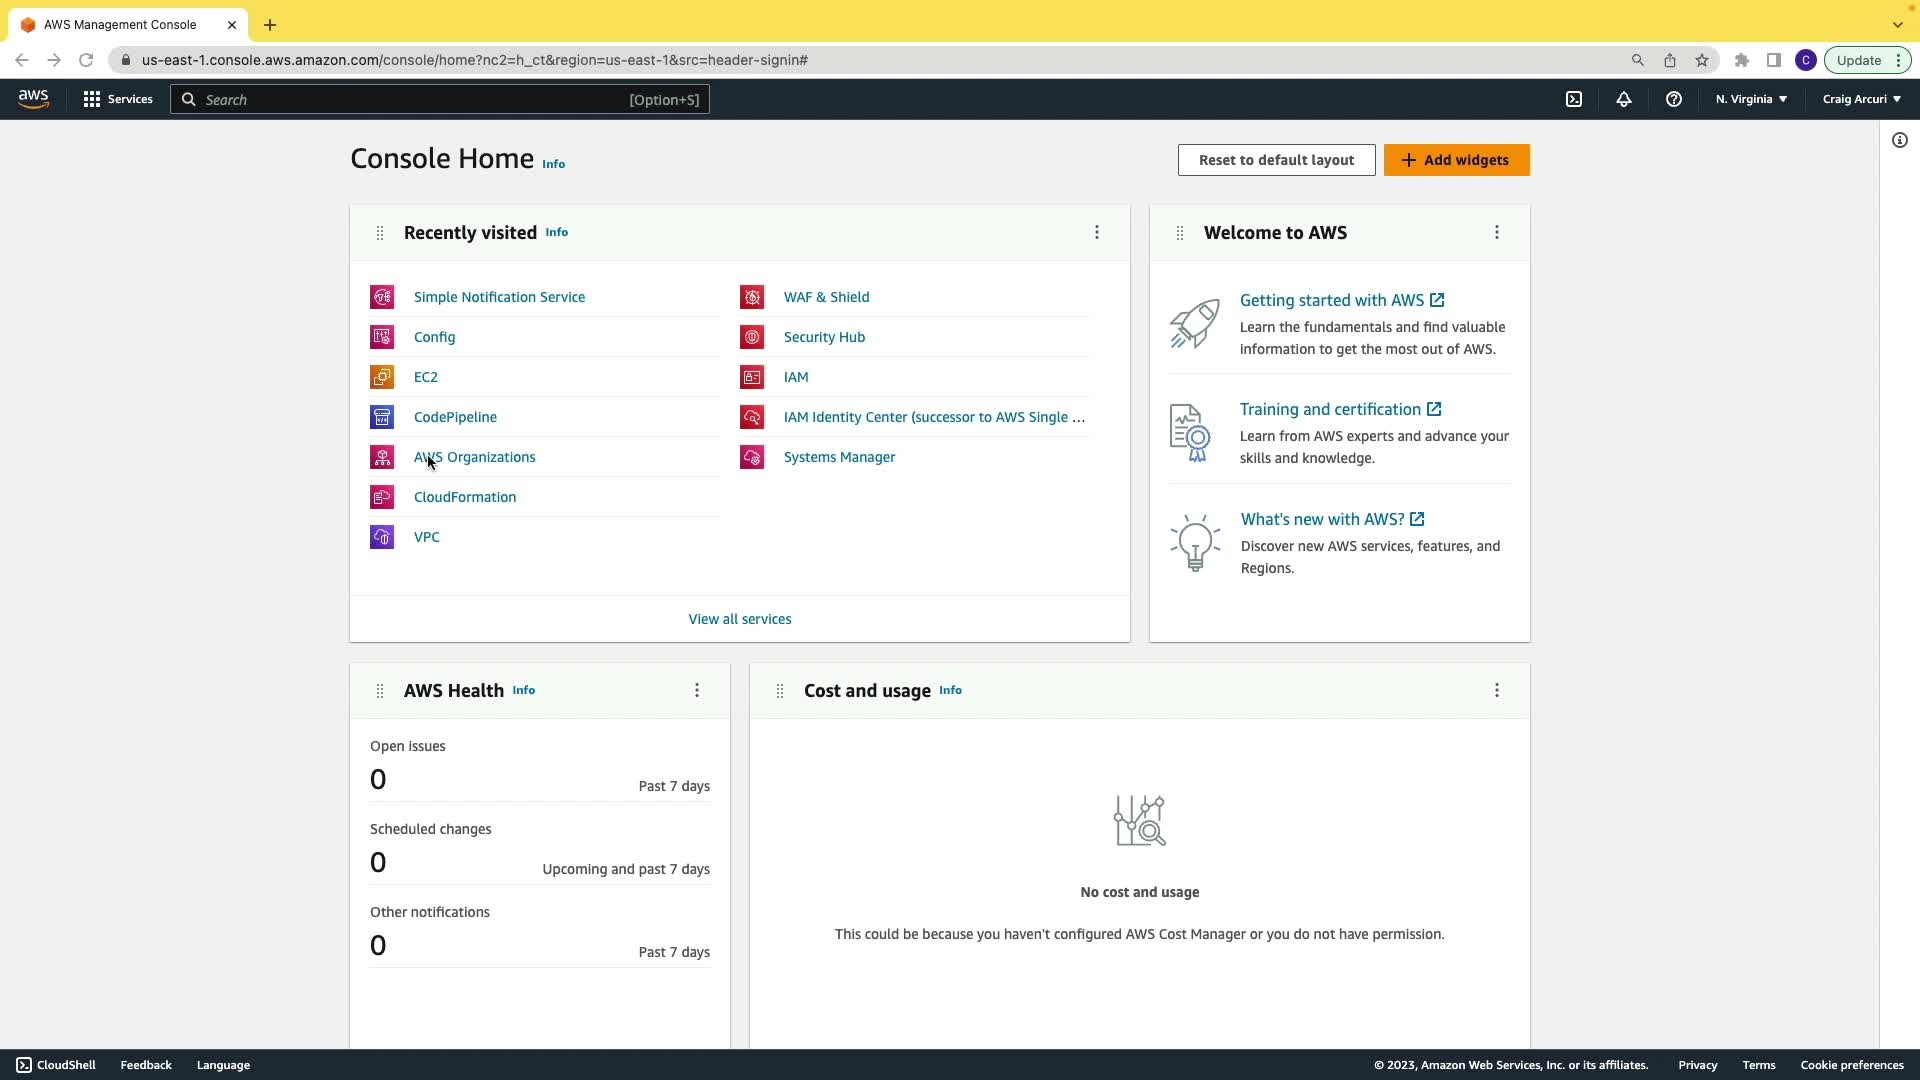 AWS Management Console
us-east-1.console.aws.amazon.com/console/home?nc2=h_ct&region=us-east-1&src=header-signin#
C
Update
aws
Services
Search
[Option+S]
N. Virginia
Craig Arcuri
Console Home Info
Reset to default layout
Add widgets
Recently visited Info
Simple Notification Service
Config
EC2
CodePipeline
AWS Organizations
CloudFormation
VPC
WAF & Shield
Security Hub
IAM
IAM Identity Center (successor to AWS Single ...
Systems Manager
View all services
Welcome to AWS
Getting started with AWS
Learn the fundamentals and find valuable
information to get the most out of AWS.
Training and certification
Learn from AWS experts and advance your
skills and knowledge.
What's new with AWS?
Discover new AWS services, features, and
Regions.
AWS Health Info
Open issues
0
Past 7 days
Scheduled changes
0
Upcoming and past 7 days
Other notifications
0
Past 7 days
Cost and usage Info
No cost and usage
This could be because you haven't configured AWS Cost Manager or you do not have permission.
CloudShell
Feedback
Language
© 2023, Amazon Web Services, Inc. or its affiliates.
Privacy
Terms
Cookie preferences